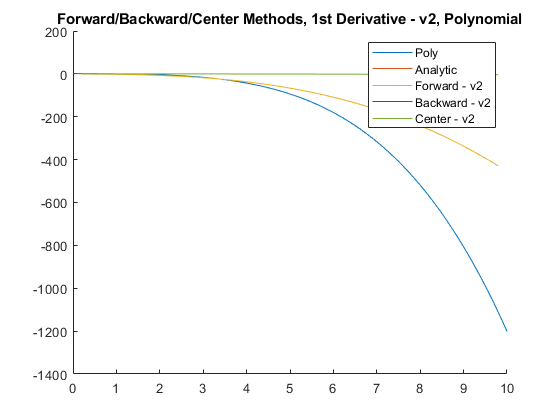 Forward/Backward/Center Methods, 1st Derivative - v2, Polynomial
200
0
-200
-400
-600
-800
-1000
-1200
-1400
Poly
Analytic
Forward - v2
Backward - v2
Center - v2
0 1 2 3 4 5 6 7 8 9 10